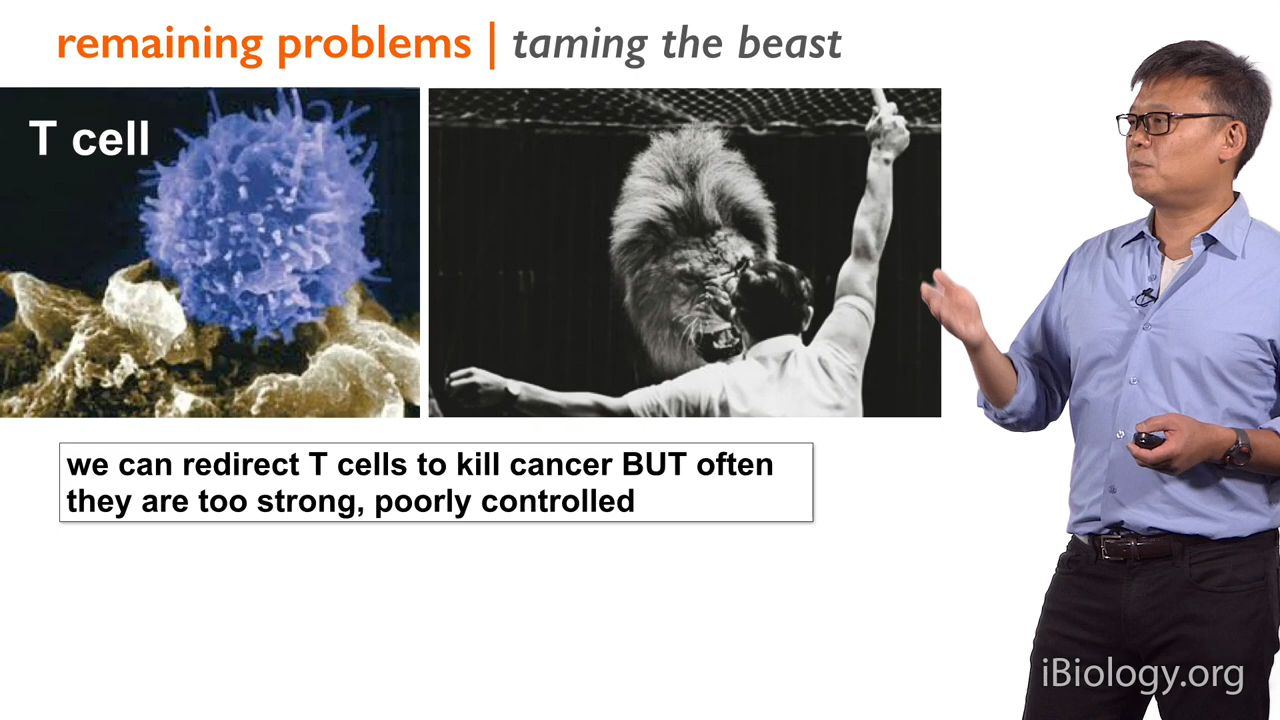 remaining problems | taming the beast
T cell
we can redirect T cells to kill cancer BUT often
they are too strong, poorly controlled
iBiology.org